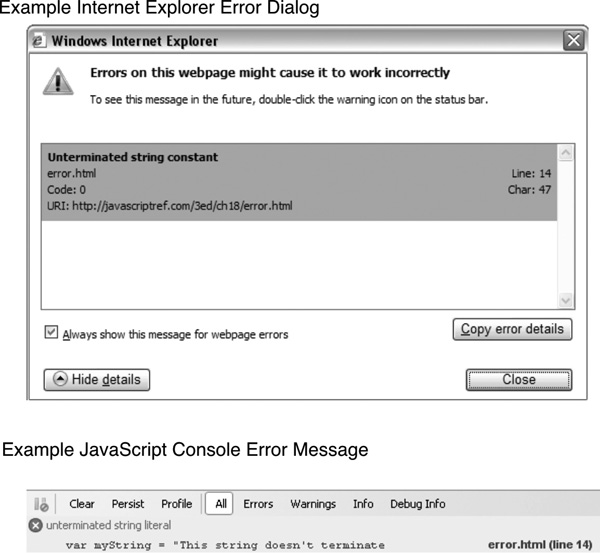 Example Internet Explorer Error Dialog
Windows Internet Explorer
Errors on this webpage might cause it to work incorrectly
To see this message in the future, double-click the warning icon on the status bar.
Unterminated string constant
error.html Line: 14
Code: 0 Char: 47
URI: http://javascriptref.com/3ed/ch18/error.html
Always show this message for webpage errors
Copy error details
Hide details
Close
Example JavaScript Console Error Message
Clear Persist Profile All Errors Warnings Info Debug Info
unterminated string literal
var myString = "This string doesn't terminate error.html (line 14)